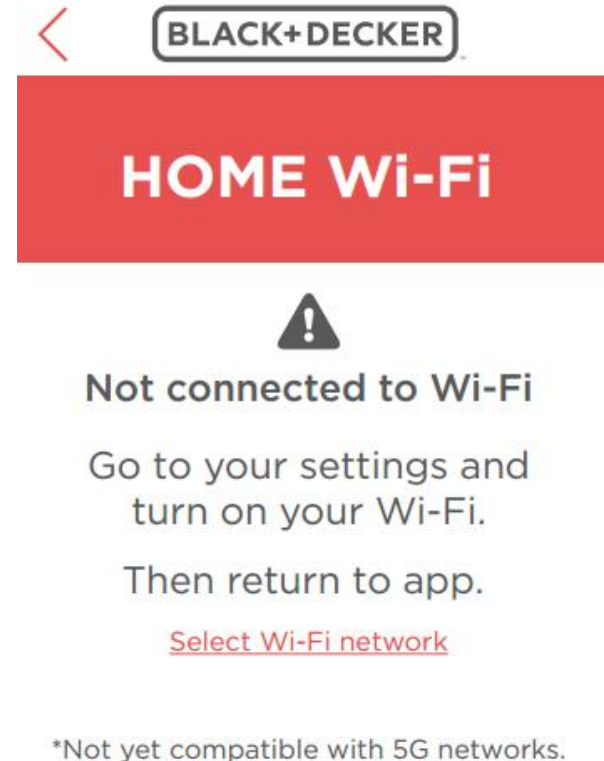 BLACK+DECKER
HOME Wi-Fi
Not connected to Wi-Fi
Go to your settings and
turn on your Wi-Fi.
Then return to app.
Select Wi-Fi network
*Not yet compatible with 5G networks.